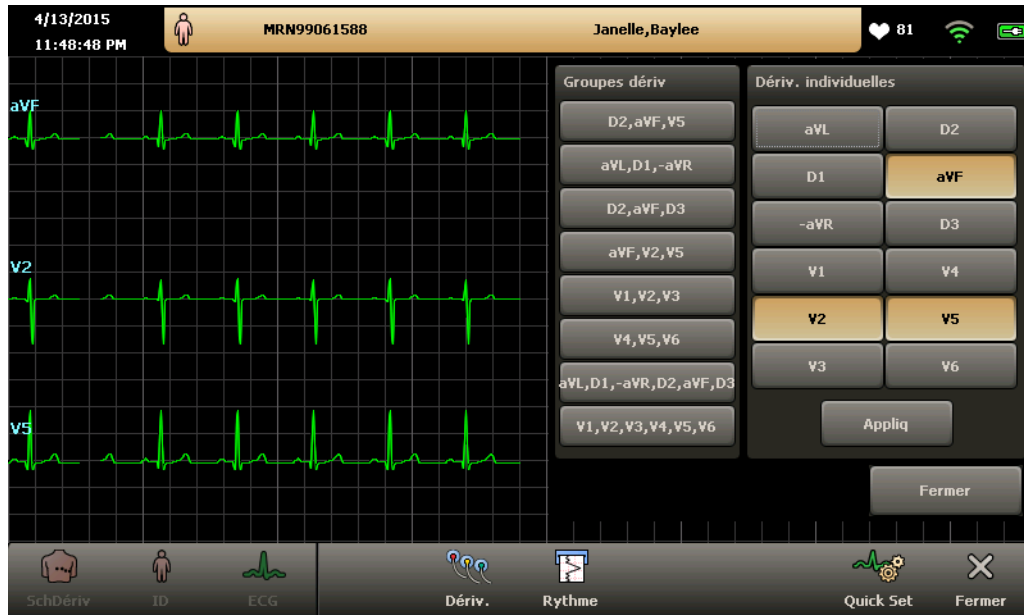 4/13/2015
11:48:48 PM
MRN99061588
Janelle,Baylee
81
aVF
V2
V5
Groupes dériv
D2,aVF,V5
aVL,D1,-aVR
D2,aVF,D3
aVF,V2,V5
V1,V2,V3
V4,V5,V6
aVL,D1,-aVR,D2,aVF,D3
V1,V2,V3,V4,V5,V6
Dériv. individuelles
aVL
D2
D1
aVF
-aVR
D3
V1
V4
V2
V5
V3
V6
Appliq
Fermer
SchDériv
ID
ECG
Dériv.
Rythme
Quick Set
Fermer